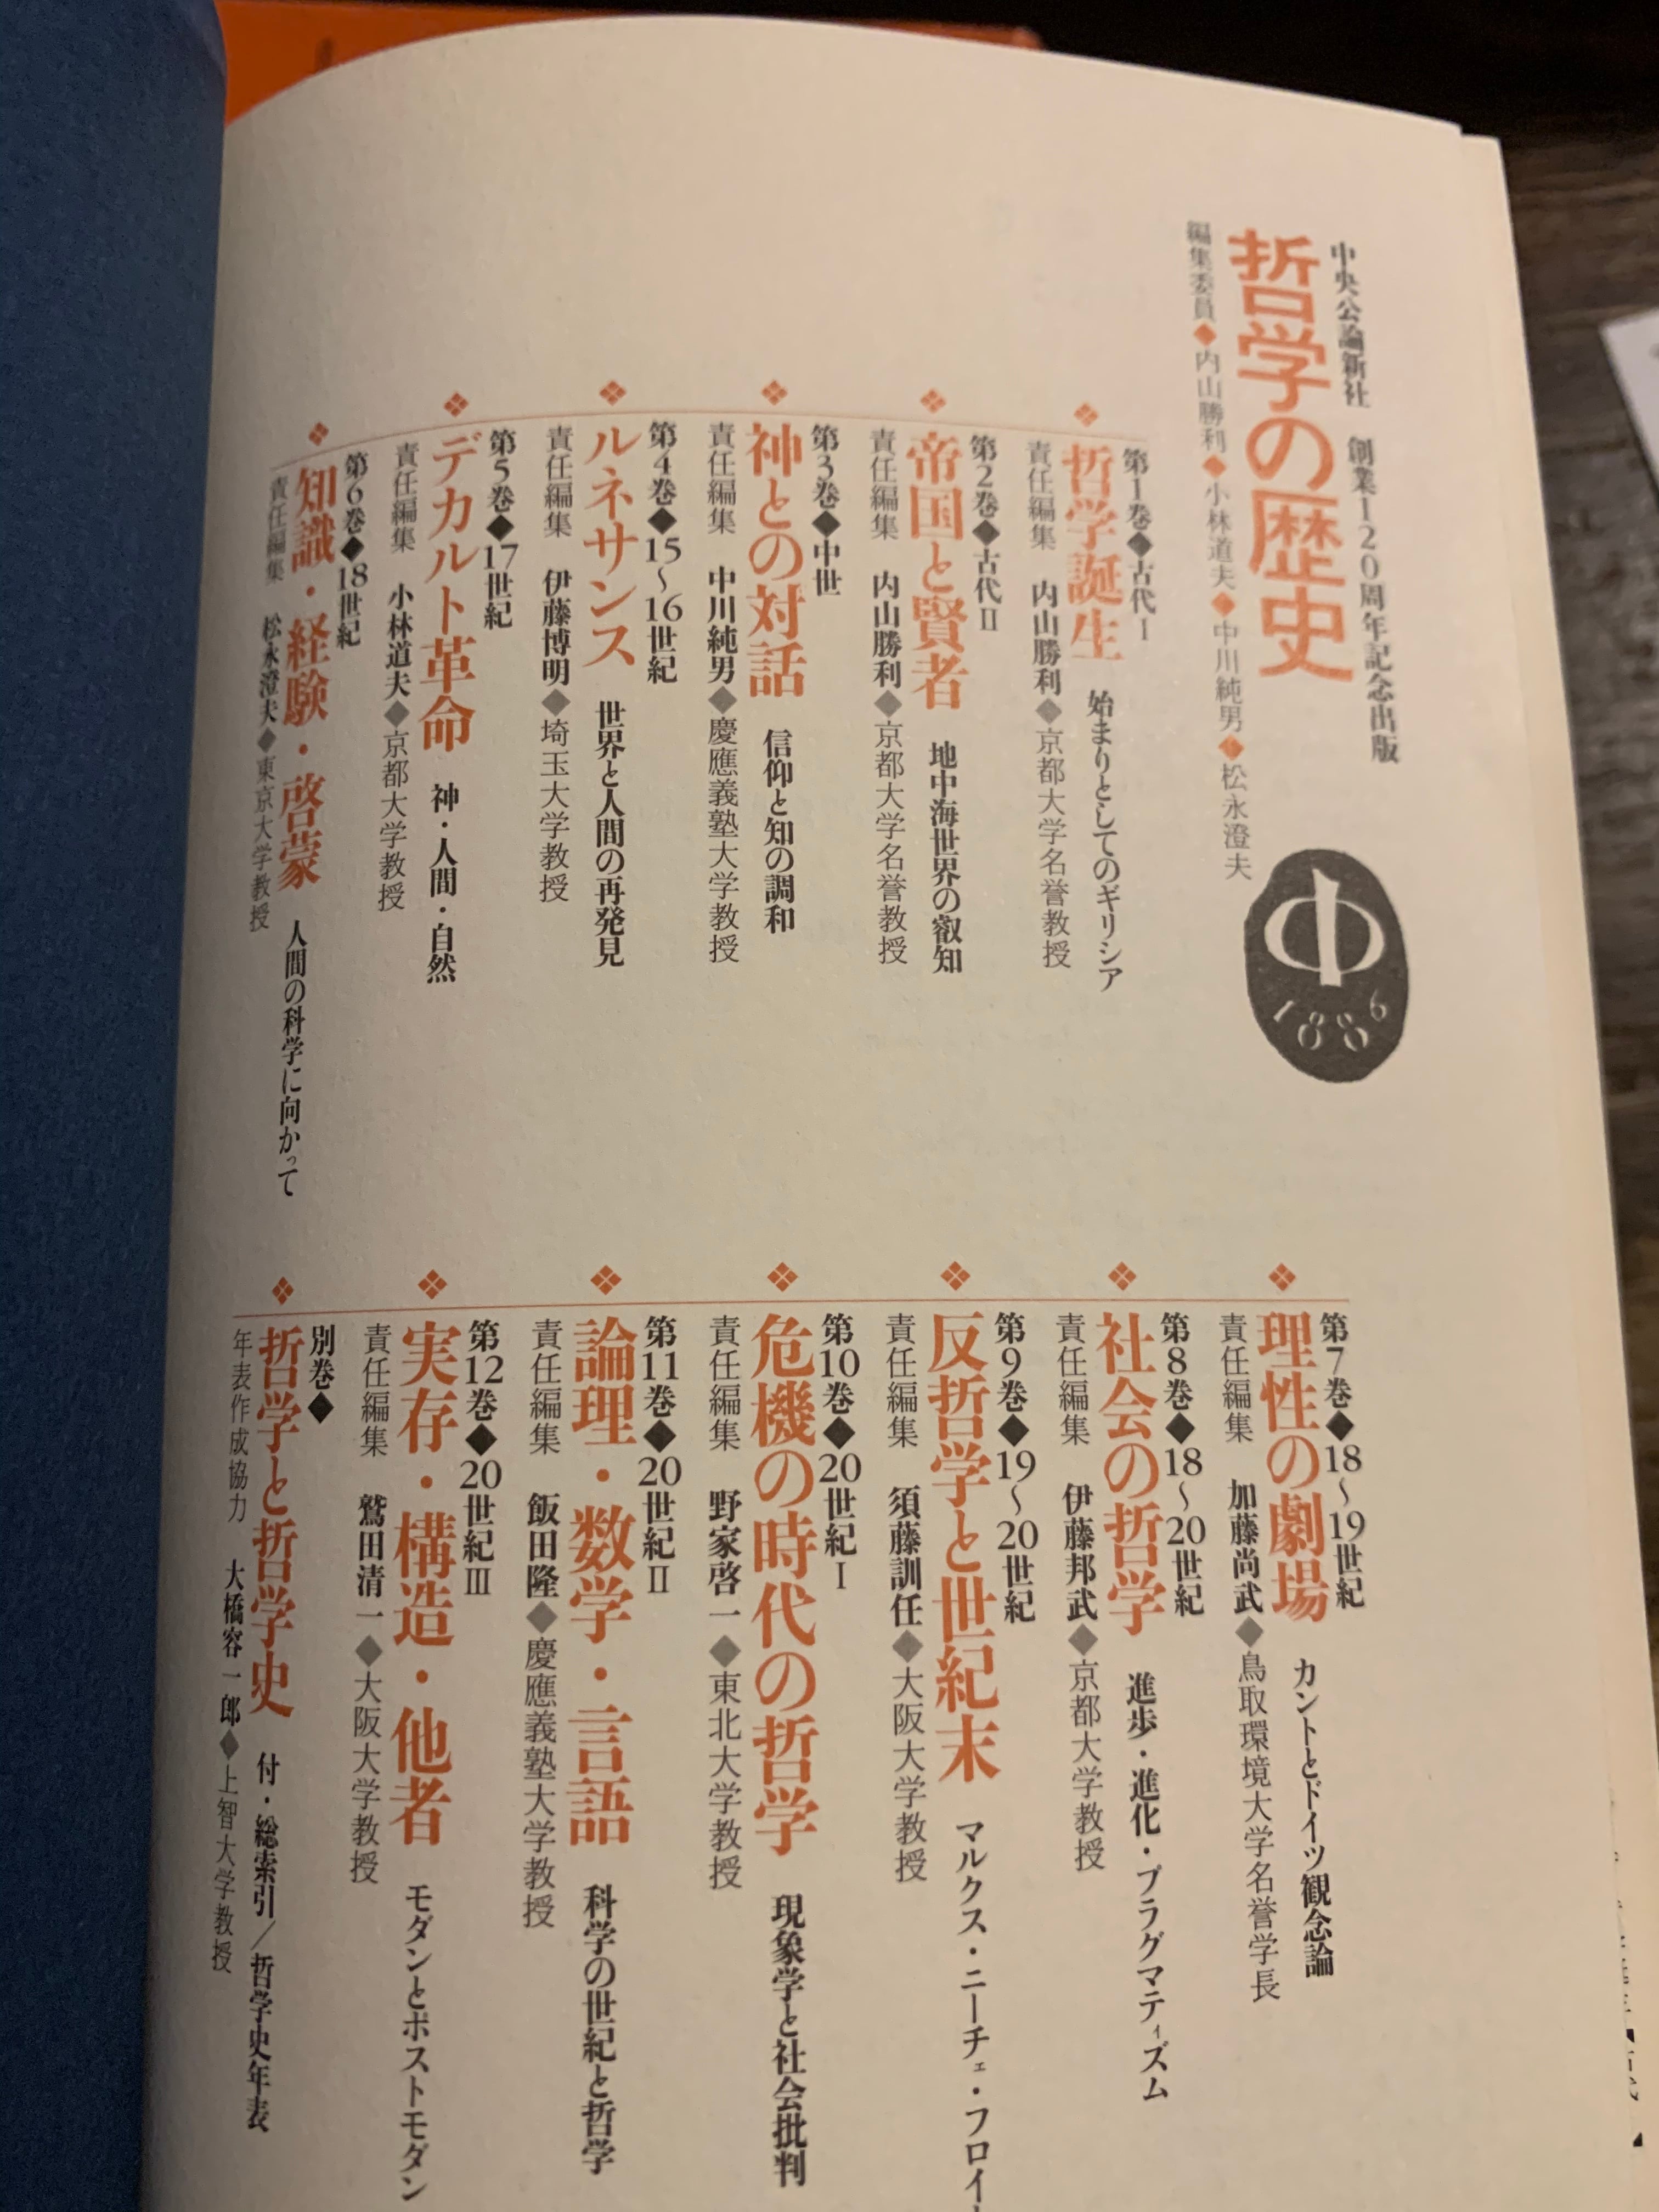 中央公論新社 創業120周年記念出版
哲学の歴史
編集委員◆内山勝利◆小林道夫◆中川純男◆松永澄夫
中
1886
第1巻◆古代Ⅰ
哲学誕生 始まりとしてのギリシア
責任編集 内山勝利◆京都大学名誉教授
第2巻◆古代Ⅱ
帝国と賢者 地中海世界の叡知
責任編集 内山勝利◆京都大学名誉教授
第3巻◆中世
神との対話 信仰と知の調和
責任編集 中川純男◆慶應義塾大学教授
第4巻◆15〜16世紀
ルネサンス 世界と人間の再発見
責任編集 伊藤博明◆埼玉大学教授
第5巻◆17世紀
デカルト革命 神・人間・自然
責任編集 小林道夫◆京都大学教授
第6巻◆18世紀
知識・経験・啓蒙 人間の科学に向かって
責任編集 松永澄夫◆東京大学教授
第7巻◆18〜19世紀
理性の劇場 カントとドイツ観念論
責任編集 加藤尚武◆鳥取環境大学名誉学長
第8巻◆18〜20世紀
社会の哲学 進歩・進化・プラグマティズム
責任編集 伊藤邦武◆京都大学教授
第9巻◆19〜20世紀
反哲学と世紀末 マルクス・ニーチェ・フロイ
責任編集 須藤訓任◆大阪大学教授
第10巻◆20世紀Ⅰ
危機の時代の哲学 現象学と社会批判
責任編集 野家啓一◆東北大学教授
第11巻◆20世紀Ⅱ
論理・数学・言語 科学の世紀と哲学
責任編集 飯田隆◆慶應義塾大学教授
第12巻◆20世紀Ⅲ
実存・構造・他者 モダンとポストモダン
責任編集 鷲田清一◆大阪大学教授
別巻◆
哲学と哲学史 付・総索引／哲学史年表
年表作成協力 大橋容一郎◆上智大学教授